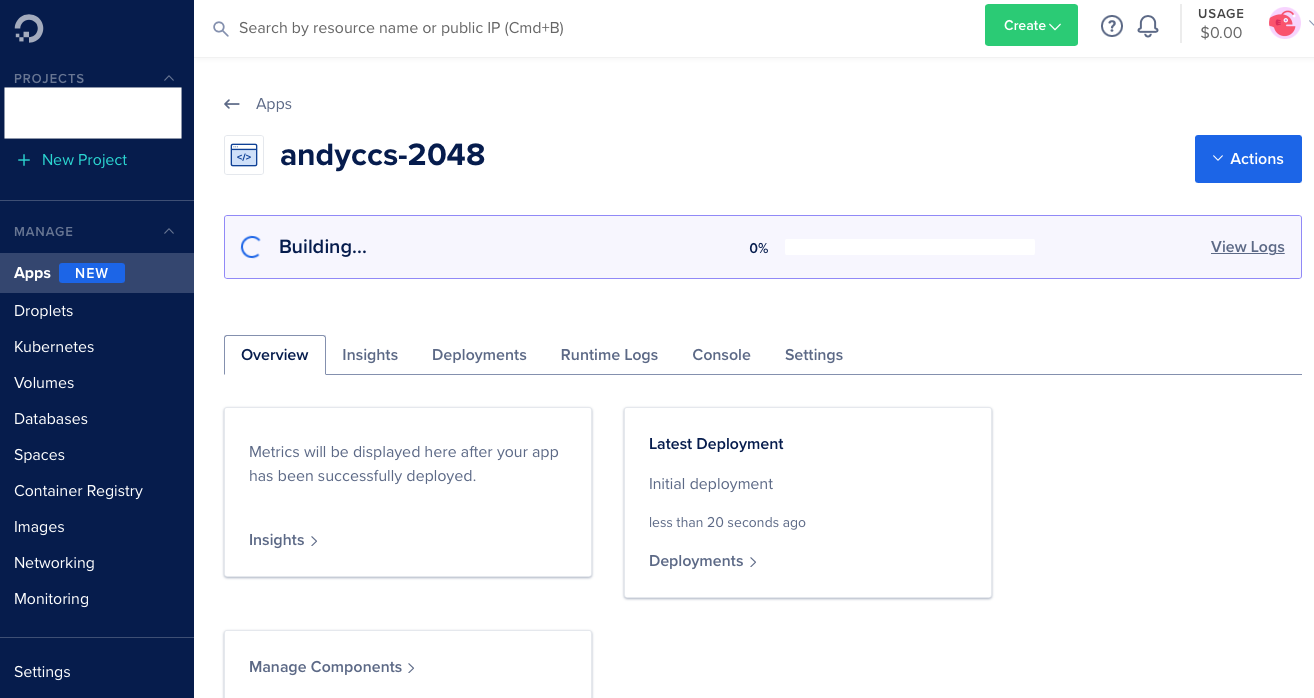 Search by resource name or public IP (Cmd+B)
Create
USAGE
$0.00
PROJECTS
New Project
MANAGE
Apps NEW
Droplets
Kubernetes
Volumes
Databases
Spaces
Container Registry
Images
Networking
Monitoring
Settings
Apps
</>
andyccs-2048
Actions
Building...
0%
View Logs
Overview
Insights
Deployments
Runtime Logs
Console
Settings
Metrics will be displayed here after your app
has been successfully deployed.
Insights
Latest Deployment
Initial deployment
less than 20 seconds ago
Deployments
Manage Components